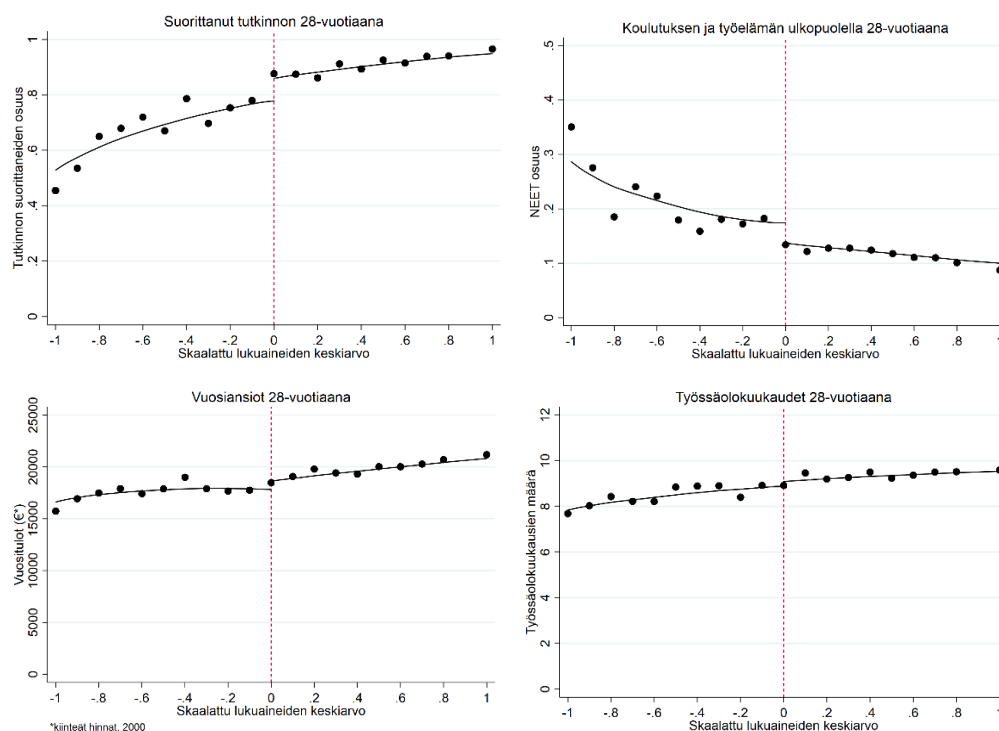 Suorittanut tutkinnon 28-vuotiaana
Tutkinnon suorittaneiden osuus
1
.8
.6
.4
.2
0
-1 -.8 -.6 -.4 -.2 0 .2 .4 .6 .8 1
Skaalattu lukuaineiden keskiarvo
Koulutuksen ja työelämän ulkopuolella 28-vuotiaana
NEET osuus
.5
.4
.3
.2
.1
0
-1 -.8 -.6 -.4 -.2 0 .2 .4 .6 .8 1
Skaalattu lukuaineiden keskiarvo
Vuosiansiot 28-vuotiaana
Vuositulot (€*)
25000
20000
15000
10000
5000
0
-1 -.8 -.6 -.4 -.2 0 .2 .4 .6 .8 1
Skaalattu lukuaineiden keskiarvo
*kiinteät hinnat, 2000
Työssäolokuukaudet 28-vuotiaana
Työssäolokuukausien määrä
12
10
8
6
4
2
0
-1 -.8 -.6 -.4 -.2 0 .2 .4 .6 .8 1
Skaalattu lukuaineiden keskiarvo